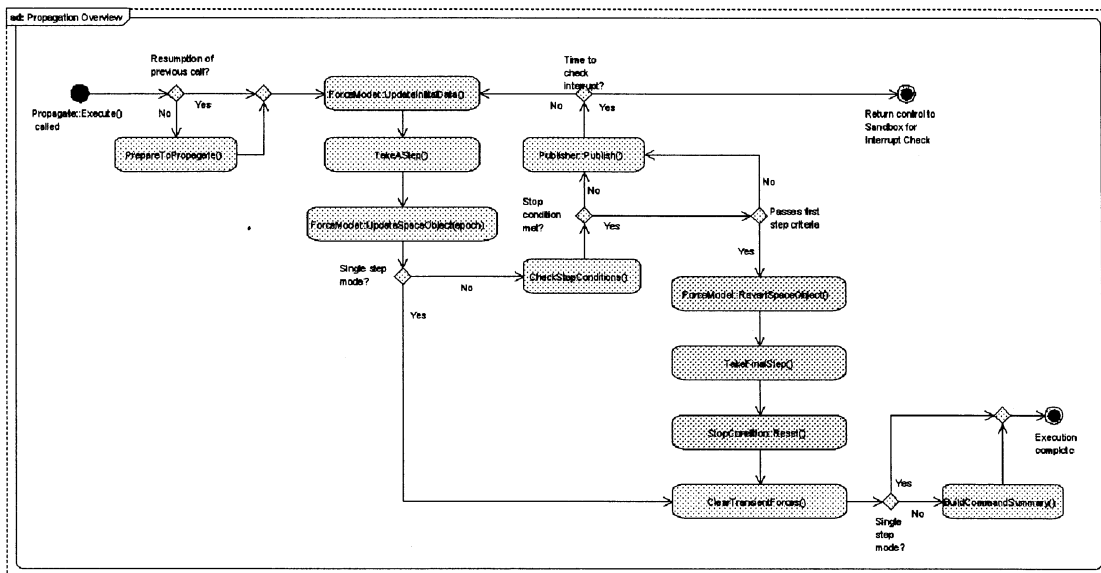 ad: Propagation Overview
Resumption of
previous call?
Time to
check
interrupt?
Propagate::Execute()
called
Yes
No
ForceModel::UpdateInitialData()
No
Yes
Return control to
Sandbox for
Interrupt Check
PrepareToPropagate()
TakeAStep()
Publisher::Publish()
No
No
ForceModel::UpdateSpaceObject(epoch)
Stop
condition
met?
Yes
Passes first
step criteria
Yes
Single step
mode?
No
CheckStopConditions()
Yes
ForceModel::RevertSpaceObject()
TakeFinalStep()
StopCondition::Reset()
Execution
complete
ClearTransientForces()
Yes
No
BuildCommandSummary()
Single
step
mode?